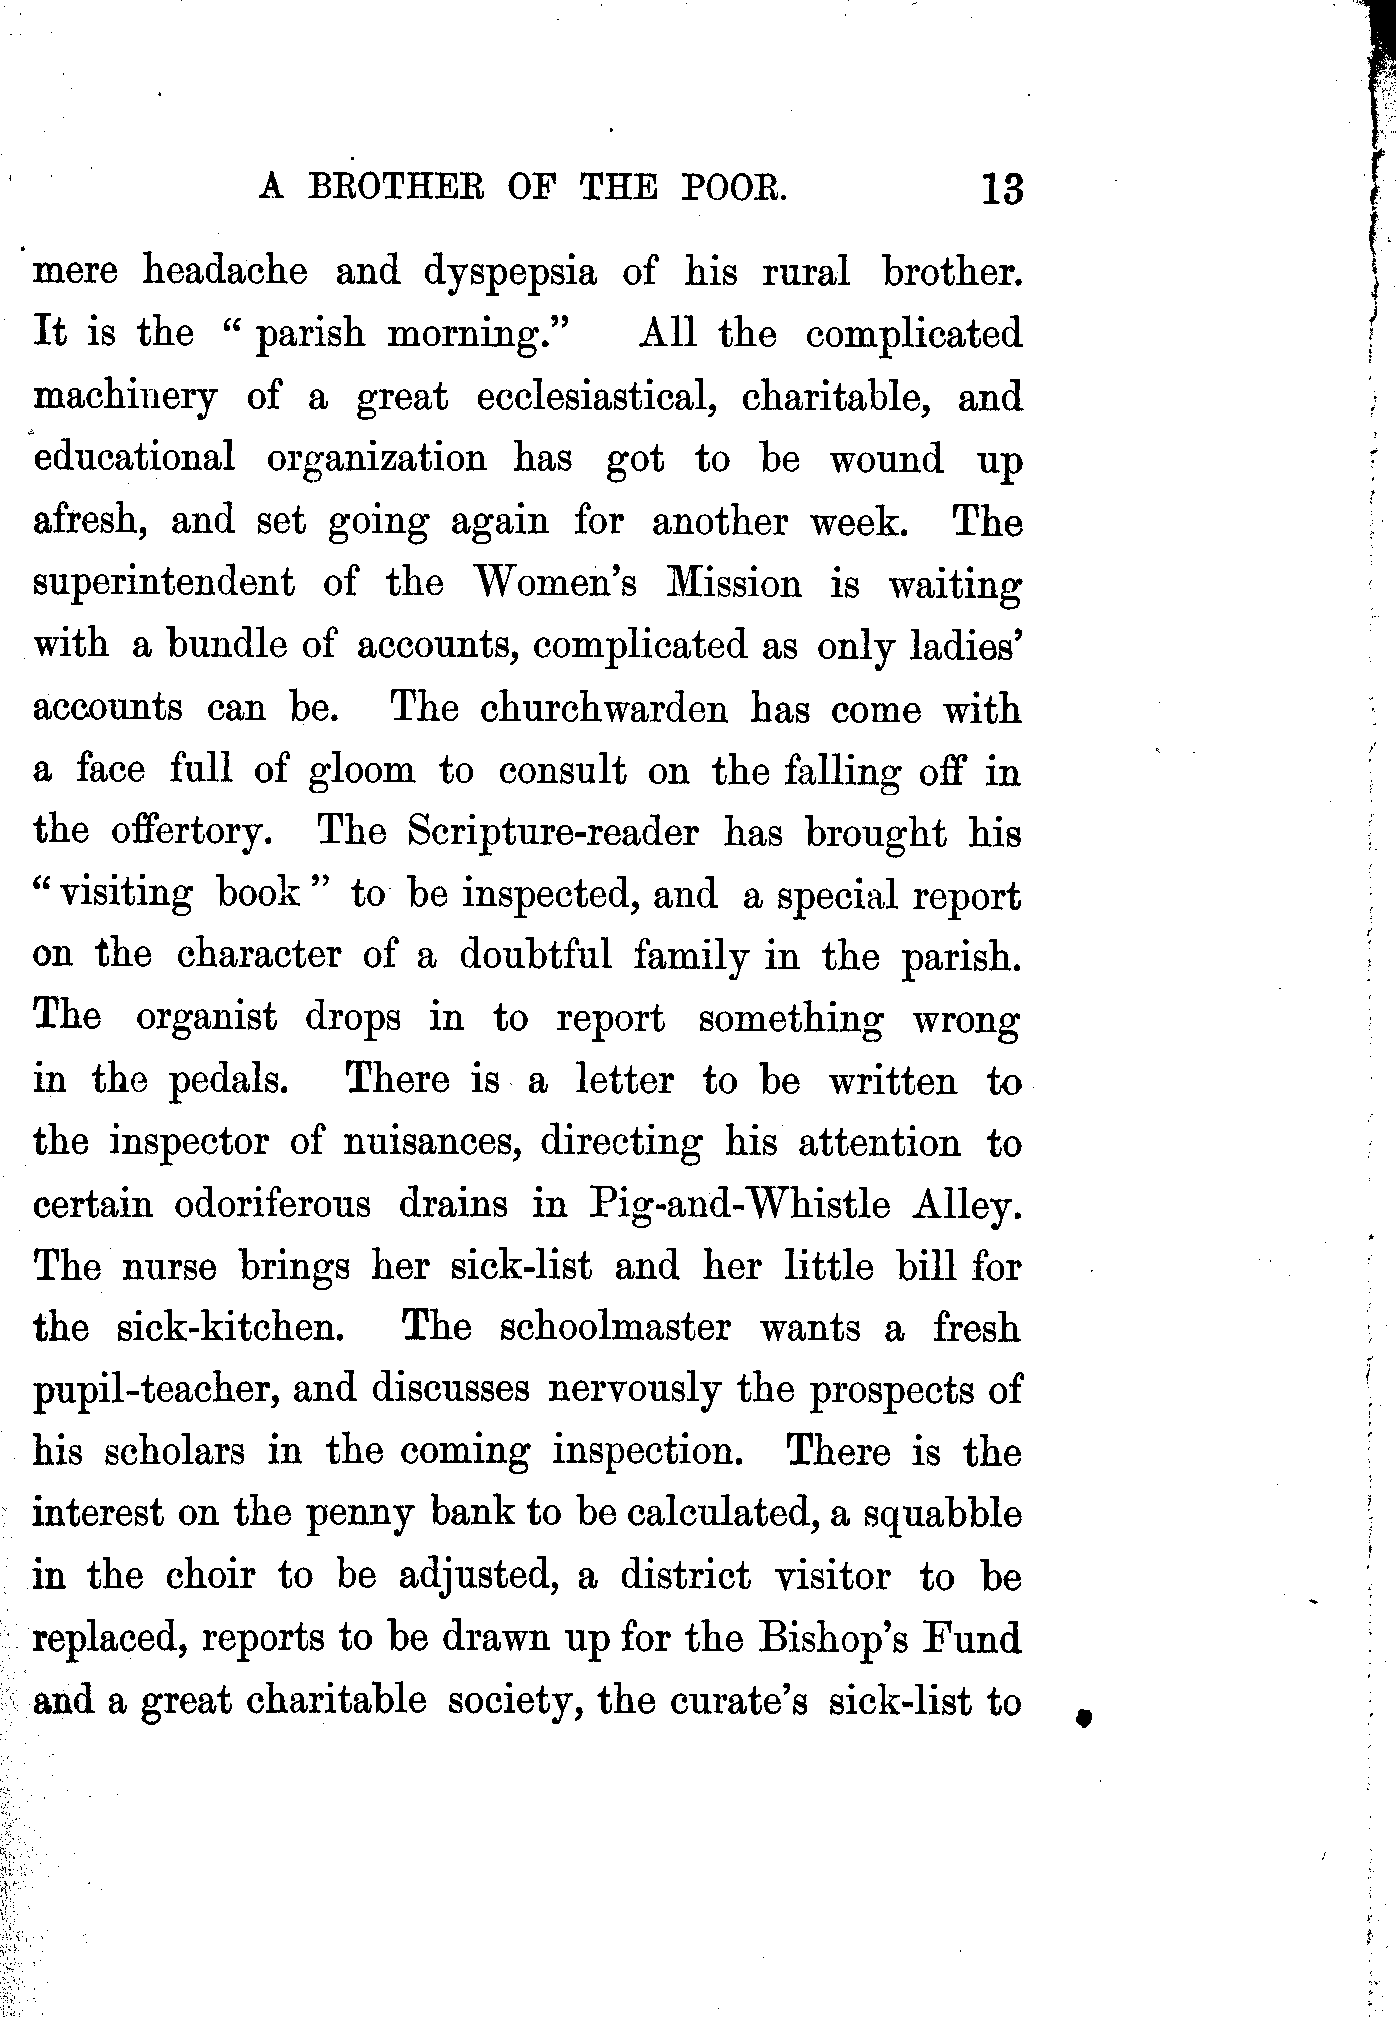 A BROTHER OF THE POOR. 13
mere headache and dyspepsia of his rural brother.
It is the “ parish morning.” All the complicated
machinery of a great ecclesiastical, charitable, and
educational organization has got to be wound up
afresh, and set going again for another week. The
superintendent of the Women’s Mission is waiting
with a bundle of accounts, complicated as only ladies’
accounts can be. The churchwarden has come with
a face full of gloom to consult on the falling off in
the offertory. The Scripture-reader has brought his
“ visiting book ” to be inspected, and a special report
on the character of a doubtful family in the parish.
The organist drops in to report something wrong
in the pedals. There is a letter to be written to
the inspector of nuisances, directing his attention to
certain odoriferous drains in Pig-and-Whistle Alley.
The nurse brings her sick-list and her little bill for
the sick-kitchen. The schoolmaster wants a fresh
pupil-teacher, and discusses nervously the prospects of
his scholars in the coming inspection. There is the
interest on the penny bank to be calculated, a squabble
in the choir to be adjusted, a district visitor to be
replaced, reports to be drawn up for the Bishop’s Fund
and a great charitable society, the curate’s sick-list to